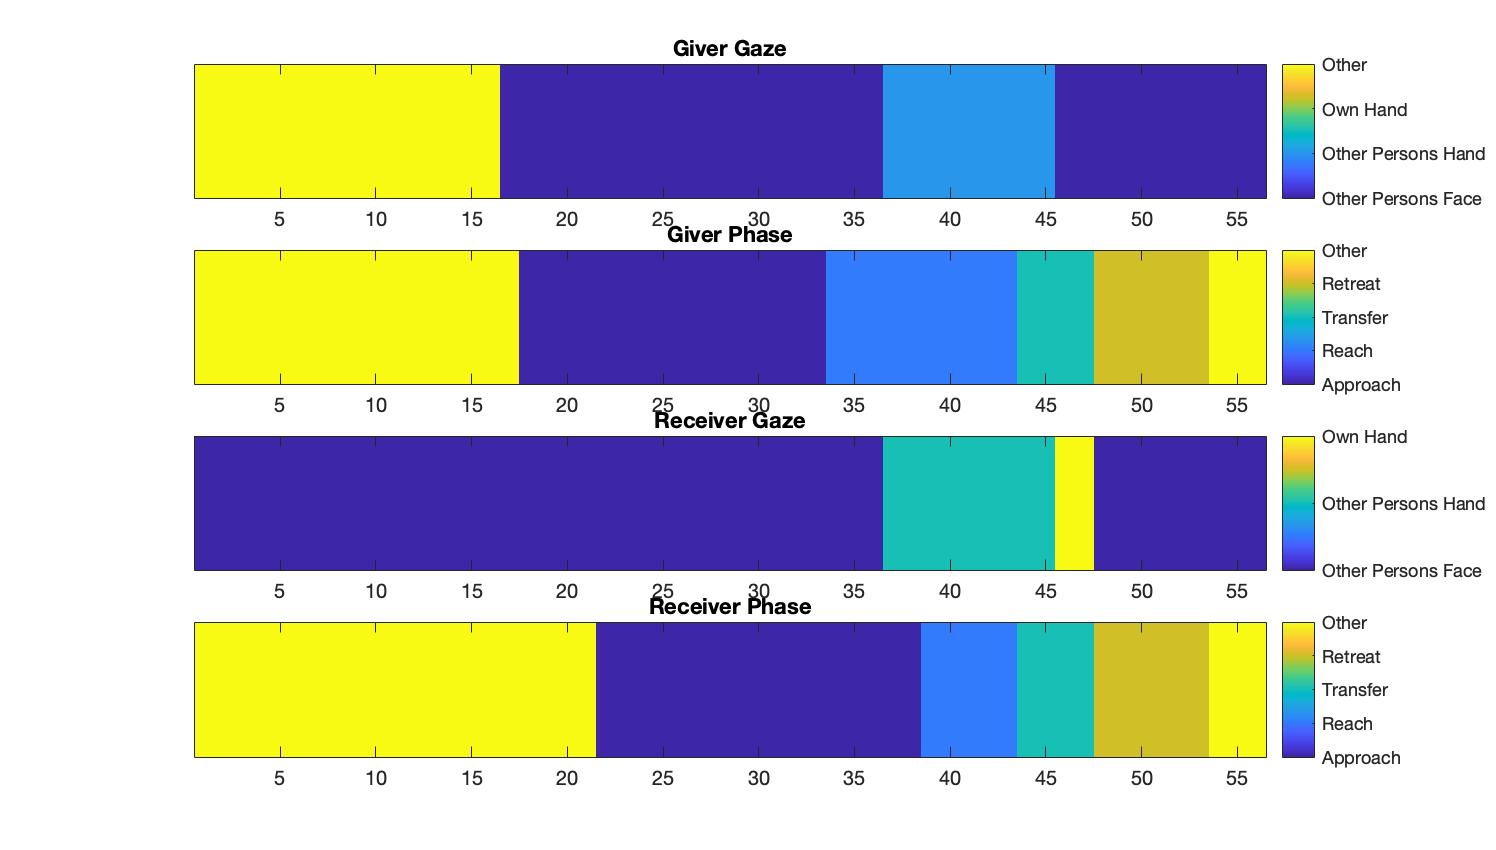 Giver Gaze
Other
Own Hand
Other Persons Hand
Other Persons Face
5 10 15 20 25 30 35 40 45 50 55
Giver Phase
Other
Retreat
Transfer
Reach
Approach
5 10 15 20 25 30 35 40 45 50 55
Receiver Gaze
Own Hand
Other Persons Hand
Other Persons Face
5 10 15 20 25 30 35 40 45 50 55
Receiver Phase
Other
Retreat
Transfer
Reach
Approach
5 10 15 20 25 30 35 40 45 50 55